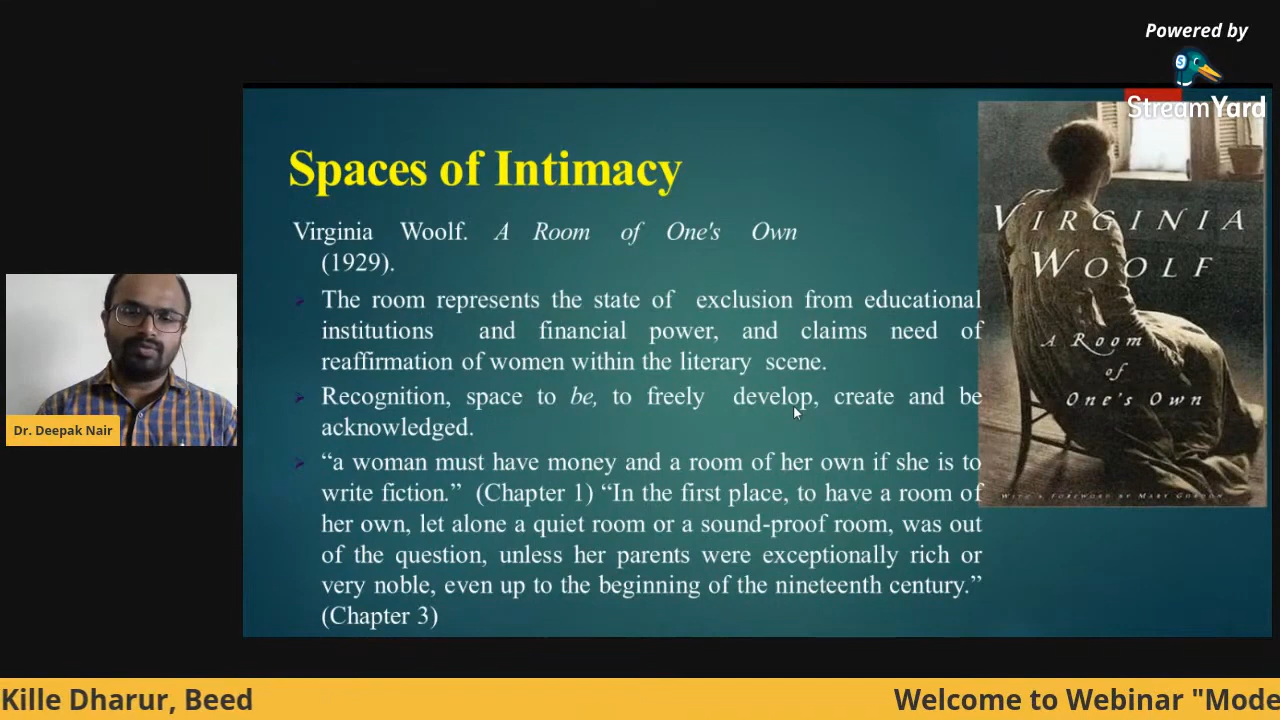 Powered by
StreamYard
Spaces of Intimacy
Virginia Woolf. A Room of One's Own
(1929).
The room represents the state of exclusion from educational
institutions and financial power, and claims need of
reaffirmation of women within the literary scene.
Recognition, space to be, to freely develop, create and be
acknowledged.
“a woman must have money and a room of her own if she is to
write fiction.” (Chapter 1) “In the first place, to have a room of
her own, let alone a quiet room or a sound-proof room, was out
of the question, unless her parents were exceptionally rich or
very noble, even up to the beginning of the nineteenth century.”
(Chapter 3)
VIRGINIA
WOOLF
A Room
of
One's Own
WITH A FOREWORD BY MARY GORDON
Dr. Deepak Nair
Kille Dharur, Beed
Welcome to Webinar "Mode